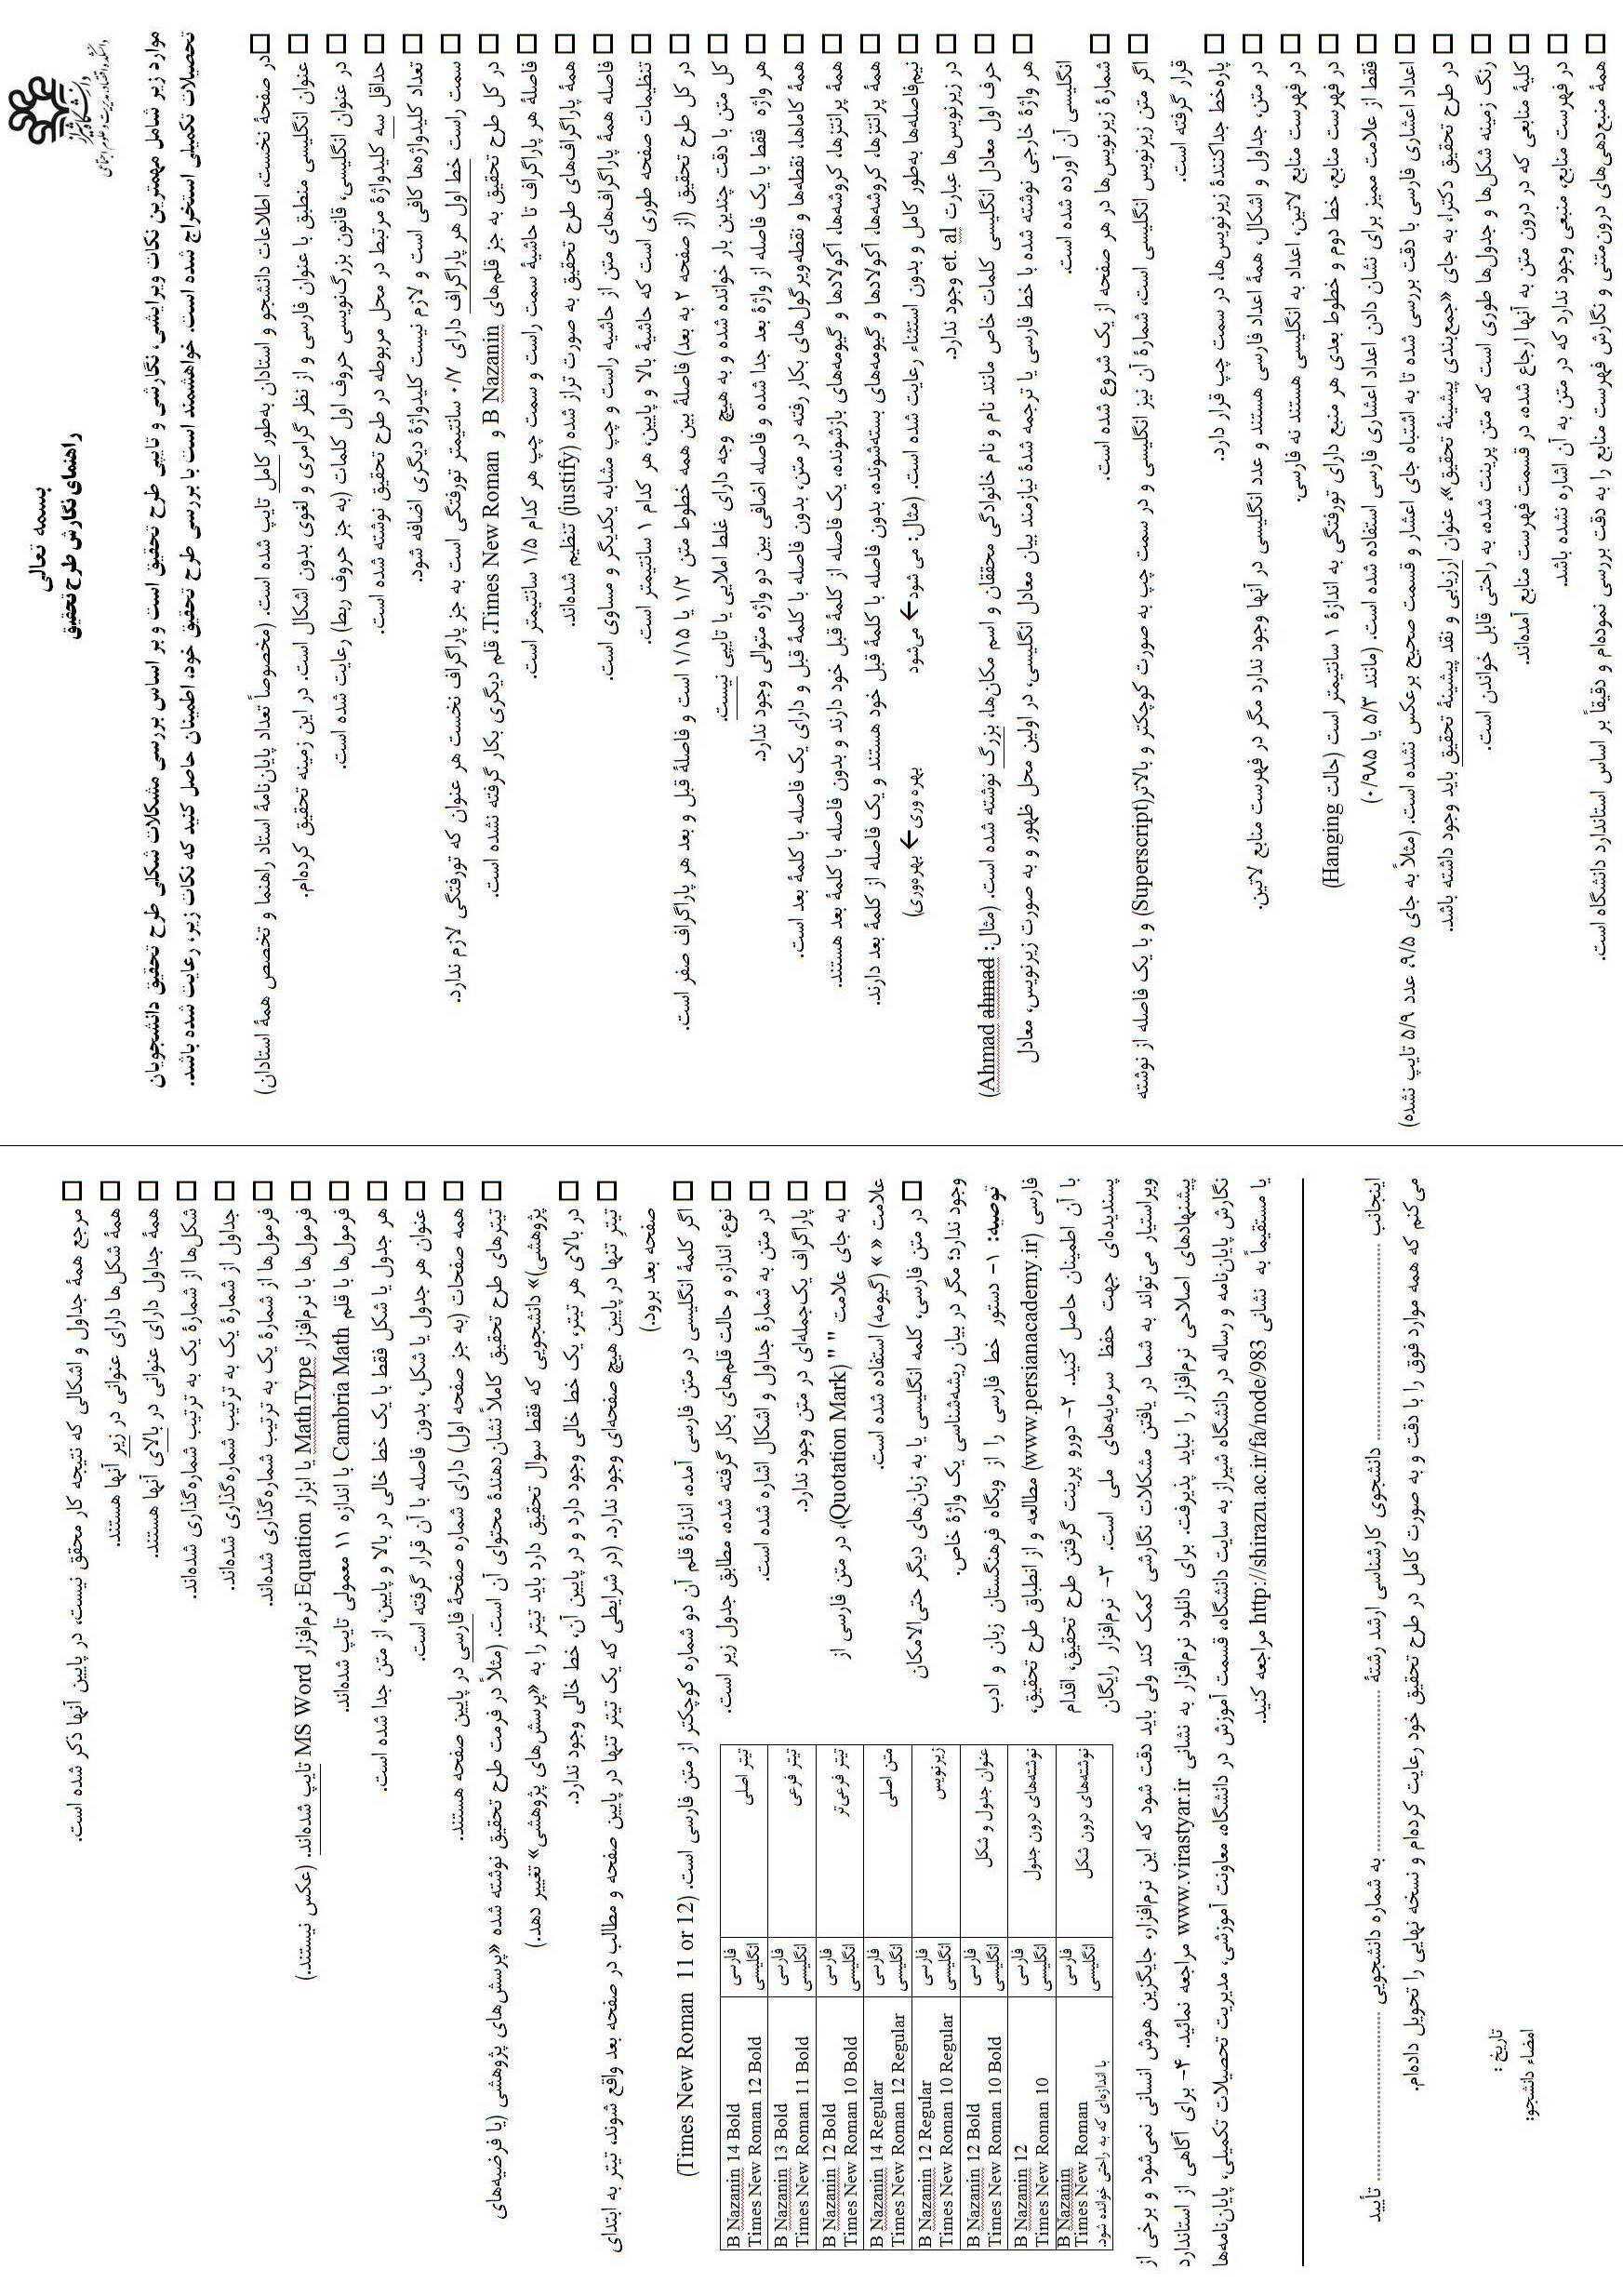 بسمه تعالی
راهنمای نگارش طرح تحقیق
موارد زیر شامل مهمترین نکات ویرایشی، نگارشی و تایپی طرح تحقیق است و بر اساس بررسی مشکلات شکلی طرح تحقیق دانشجویان
تحصیلات تکمیلی استخراج شده است. خواهشمند است با بررسی طرح تحقیق خود، اطمینان حاصل کنید که نکات زیر، رعایت شده باشد.
□ در صفحۀ نخست، اطلاعات دانشجو و استادان به‌طور کامل تایپ شده است. (مخصوصاً تعداد پایان‌نامۀ استاد راهنما و تخصص همۀ استادان)
□ عنوان انگلیسی منطبق با عنوان فارسی و از نظر گرامری و لغوی بدون اشکال است. در این زمینه تحقیق کرده‌ام.
□ در عنوان انگلیسی، قانون بزرگ‌نویسی حروف اول کلمات (به جز حروف ربط) رعایت شده است.
□ حداقل سه کلیدواژۀ مرتبط در محل مربوطه در طرح تحقیق نوشته شده است.
□ تعداد کلیدواژه‌ها کافی است و لازم نیست کلیدواژۀ دیگری اضافه شود.
□ سمت راست خط اول هر پاراگراف دارای ۰/۷ سانتیمتر تورفتگی است به جز پاراگراف نخست هر عنوان که تورفتگی لازم ندارد.
□ در کل طرح تحقیق به جز قلم‌های B Nazanin و Times New Roman، قلم دیگری بکار گرفته نشده است.
□ فاصلۀ هر پاراگراف تا حاشیۀ سمت راست و سمت چپ هر کدام ۱/۵ سانتیمتر است.
□ همۀ پاراگراف‌های طرح تحقیق به صورت تراز شده (justify) تنظیم شده‌اند.
□ فاصله همۀ پاراگراف‌های متن از حاشیه راست و چپ مشابه یکدیگر و مساوی است.
□ تنظیمات صفحه طوری است که حاشیۀ بالا و پایین، هر کدام ۱ سانتیمتر است.
□ در کل طرح تحقیق (از صفحه ۲ به بعد) فاصلۀ بین همه خطوط متن ۱/۲ یا ۱/۱۵ است و فاصلۀ قبل و بعد هر پاراگراف صفر است.
□ کل متن با دقت چندین بار خوانده شده و به هیچ وجه دارای غلط املایی یا تایپی نیست.
□ هر واژه فقط با یک فاصله از واژۀ بعد جدا شده و فاصله اضافی بین دو واژه متوالی وجود ندارد.
□ همۀ کاماها، نقطه‌ها و نقطه‌ویرگول‌های بکار رفته در متن، بدون فاصله با کلمۀ قبل و دارای یک فاصله با کلمۀ بعد است.
□ همۀ پرانتزها، کروشه‌ها، آکولادها و گیومه‌های بازشونده، یک فاصله از کلمۀ قبل خود دارند و بدون فاصله با کلمۀ بعد هستند.
□ همۀ پرانتزها، کروشه‌ها، آکولادها و گیومه‌های بسته‌شونده، بدون فاصله با کلمۀ قبل خود هستند و یک فاصله از کلمۀ بعد دارند.
□ نیم‌فاصله‌ها به‌طور کامل و بدون استثناء رعایت شده است. (مثال: می شود ← می‌شود بهره وری ← بهره‌وری)
□ در زیرنویس‌ها عبارت et. al وجود ندارد.
□ حرف اول معادل انگلیسی کلمات خاص مانند نام و نام خانوادگی محققان و اسم مکان‌ها، بزرگ نوشته شده است. (مثال: Ahmad ahmad)
□ هر واژۀ خارجی نوشته شده با خط فارسی یا ترجمه شدۀ نیازمند بیان معادل انگلیسی، در اولین محل ظهور و به صورت زیرنویس، معادل
انگلیسی آن آورده شده است.
□ شمارۀ زیرنویس‌ها در هر صفحه از یک شروع شده است.
□ اگر متن زیرنویس انگلیسی است، شمارۀ آن نیز انگلیسی و در سمت چپ به صورت کوچکتر و بالاتر(Superscript) و با یک فاصله از نوشته
قرار گرفته است.
□ پاره‌خط جداکنندۀ زیرنویس‌ها، در سمت چپ قرار دارد.
□ در متن، جداول و اشکال، همۀ اعداد فارسی هستند و عدد انگلیسی در آنها وجود ندارد مگر در فهرست منابع لاتین.
□ در فهرست منابع لاتین، اعداد به انگلیسی هستند نه فارسی.
□ در فهرست منابع، خط دوم و خطوط بعدی هر منبع دارای تورفتگی به اندازۀ ۱ سانتیمتر است (حالت Hanging)
□ فقط از علامت ممیز برای نشان دادن اعداد اعشاری فارسی استفاده شده است. (مانند ۵/۳ یا ۰/۹۸۵)
□ اعداد اعشاری فارسی با دقت بررسی شده تا به اشتباه جای اعشار و قسمت صحیح برعکس نشده است. (مثلاً به جای ۹/۵، عدد ۵/۹ تایپ نشده)
□ در طرح تحقیق دکترا، به جای «جمع‌بندی پیشینۀ تحقیق»، عنوان ارزیابی و نقد پیشینۀ تحقیق باید وجود داشته باشد.
□ رنگ زمینه شکل‌ها و جدول‌ها طوری است که متن پرینت شده، به راحتی قابل خواندن است.
□ کلیۀ منابعی که در درون متن به آنها ارجاع شده، در قسمت فهرست منابع آمده‌اند.
□ در فهرست منابع، منبعی وجود ندارد که در متن به آن اشاره نشده باشد.
□ همۀ منبع‌دهی‌های درون‌متنی و نگارش فهرست منابع را به دقت بررسی نموده‌ام و دقیقاً بر اساس استاندارد دانشگاه است.
□ مرجع همۀ جداول و اشکالی که نتیجه کار محقق نیست، در پایین آنها ذکر شده است.
□ همۀ شکل‌ها دارای عنوانی در زیر آنها هستند.
□ همۀ جداول دارای عنوانی در بالای آنها هستند.
□ شکل‌ها از شمارۀ یک به ترتیب شماره‌گذاری شده‌اند.
□ جداول از شمارۀ یک به ترتیب شماره‌گذاری شده‌اند.
□ فرمول‌ها از شمارۀ یک به ترتیب شماره‌گذاری شده‌اند.
□ فرمول‌ها با نرم‌افزار MathType یا ابزار Equation نرم‌افزار MS Word تایپ شده‌اند. (عکس نیستند.)
□ فرمول‌ها با قلم Cambria Math با اندازه ۱۱ معمولی تایپ شده‌اند.
□ هر جدول یا شکل فقط با یک خط خالی در بالا و پایین، از متن جدا شده است.
□ عنوان هر جدول یا شکل، بدون فاصله با آن قرار گرفته است.
□ همه صفحات (به جز صفحه اول) دارای شماره صفحۀ فارسی در پایین صفحه هستند.
□ تیترهای طرح تحقیق کاملاً نشان‌دهندۀ محتوای آن است. (مثلاً در فرمت طرح تحقیق نوشته شده «پرسش‌های پژوهشی (یا فرضیه‌های
پژوهشی)» دانشجویی که فقط سوال تحقیق دارد باید تیتر را به «پرسش‌های پژوهشی» تغییر دهد.)
□ در بالای هر تیتر، یک خط خالی وجود دارد و در پایین آن، خط خالی وجود ندارد.
□ تیترِ تنها در پایین هیچ صفحه‌ای وجود ندارد. (در شرایطی که یک تیتر تنها در پایین صفحه و مطالب در صفحه بعد واقع شوند، تیتر به ابتدای
صفحه بعد برود.)
□ اگر کلمۀ انگلیسی در متن فارسی آمده، اندازۀ قلم آن دو شماره کوچکتر از متن فارسی است. (Times New Roman 11 or 12)
□ نوع، اندازه و حالت قلم‌های بکار گرفته شده، مطابق جدول زیر است.
□ در متن به شمارۀ جداول و اشکال اشاره شده است.
□ پاراگراف یک‌جمله‌ای در متن وجود ندارد.
□ به جای علامت " " (Quotation Mark)، در متن فارسی از
علامت « » (گیومه) استفاده شده است.
□ در متن فارسی، کلمه انگلیسی یا به زبان‌های دیگر حتی‌الامکان
وجود ندارد؛ مگر در بیان ریشه‌شناسی یک واژۀ خاص.
تیتر اصلی فارسی B Nazanin 14 Bold
انگلیسی Times New Roman 12 Bold
تیتر فرعی فارسی B Nazanin 13 Bold
انگلیسی Times New Roman 11 Bold
تیتر فرعی‌تر فارسی B Nazanin 12 Bold
انگلیسی Times New Roman 10 Bold
متن اصلی فارسی B Nazanin 14 Regular
انگلیسی Times New Roman 12 Regular
زیرنویس فارسی B Nazanin 12 Regular
انگلیسی Times New Roman 10 Regular
عنوان جدول و شکل فارسی B Nazanin 12 Bold
انگلیسی Times New Roman 10 Bold
نوشته‌های درون جدول فارسی B Nazanin 12
انگلیسی Times New Roman 10
نوشته‌های درون شکل فارسی B Nazanin
انگلیسی Times New Roman
با اندازه‌ای که به راحتی خوانده شود.
توصیه: ۱- دستور خط فارسی را از وبگاه فرهنگستان زبان و ادب
فارسی (www.persianacademy.ir) مطالعه و از انطباق طرح تحقیق،
با آن اطمینان حاصل کنید. ۲- دورو پرینت گرفتن طرح تحقیق، اقدام
پسندیده‌ای جهت حفظ سرمایه‌های ملی است. ۳- نرم‌افزار رایگان
ویراستیار می‌تواند به شما در یافتن مشکلات نگارشی کمک کند ولی باید دقت شود که این نرم‌افزار، جایگزین هوش انسانی نمی‌شود و برخی از
پیشنهادهای اصلاحی نرم‌افزار را نباید پذیرفت. برای دانلود نرم‌افزار به نشانی www.virastyar.ir مراجعه نمائید. ۴- برای آگاهی از استاندارد
نگارش پایان‌نامه و رساله در دانشگاه شیراز به سایت دانشگاه، قسمت آموزش در دانشگاه، معاونت آموزشی، مدیریت تحصیلات تکمیلی، پایان‌نامه‌ها
یا مستقیماً به نشانی http://shirazu.ac.ir/fa/node/983 مراجعه کنید.
اینجانب .................................. دانشجوی کارشناسی ارشد رشتۀ .................................. به شماره دانشجویی .................................. تأیید
می‌کنم که همه موارد فوق را با دقت و به صورت کامل در طرح تحقیق خود رعایت کرده‌ام و نسخه نهایی را تحویل داده‌ام.
تاریخ :
امضاء دانشجو: